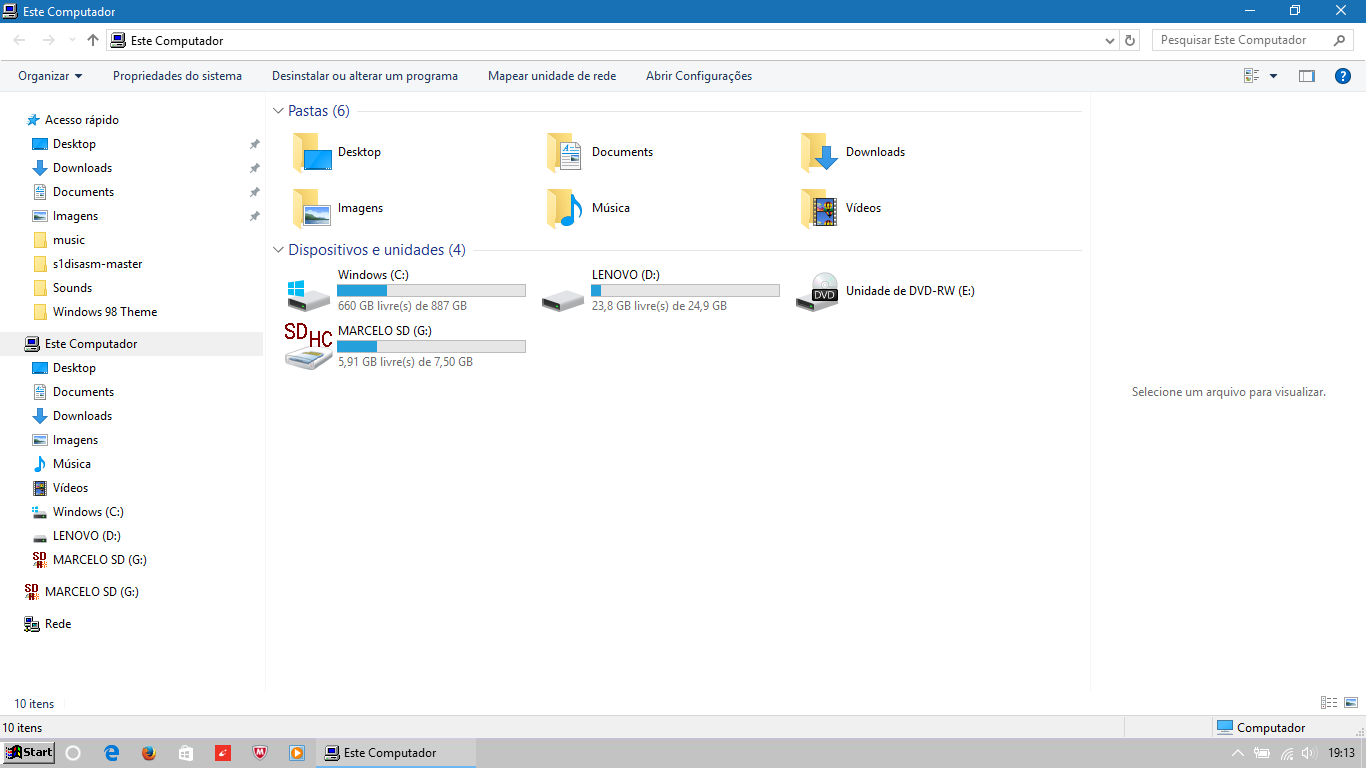 Este Computador
Este Computador
Pesquisar Este Computador
Organizar
Propriedades do sistema
Desinstalar ou alterar um programa
Mapear unidade de rede
Abrir Configurações
?
Acesso rápido
Desktop
Downloads
Documents
Imagens
music
s1disasm-master
Sounds
Windows 98 Theme
Este Computador
Desktop
Documents
Downloads
Imagens
Música
Vídeos
Windows (C:)
LENOVO (D:)
SD
MARCELO SD (G:)
SD
MARCELO SD (G:)
Rede
Pastas (6)
Desktop
Documents
Downloads
Imagens
Música
Vídeos
Dispositivos e unidades (4)
Windows (C:)
660 GB livre(s) de 887 GB
LENOVO (D:)
23,8 GB livre(s) de 24,9 GB
DVD
Unidade de DVD-RW (E:)
SDHC
MARCELO SD (G:)
5,91 GB livre(s) de 7,50 GB
Selecione um arquivo para visualizar.
10 itens
10 itens
Computador
Start
Este Computador
19:13